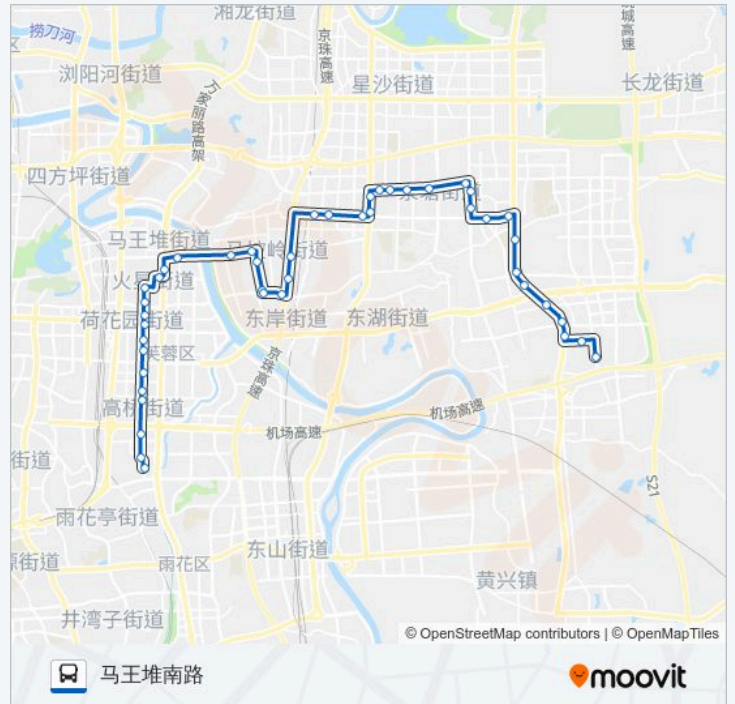 湘龙街道
捞刀河
京珠高速
浏阳河街道
星沙街道
长龙街道
万家丽路高架
四方坪街道
泉塘街道
马王堆街道
马坡岭街道
火星街道
荷花园街道
东岸街道
东湖街道
芙蓉区
京珠高速
高桥街道
机场高速
机场高速
街道
S21
雨花亭街道
雨花区
东山街道
街道
黄兴镇
井湾子街道
© OpenStreetMap contributors | © OpenMapTiles
马王堆南路
moovit